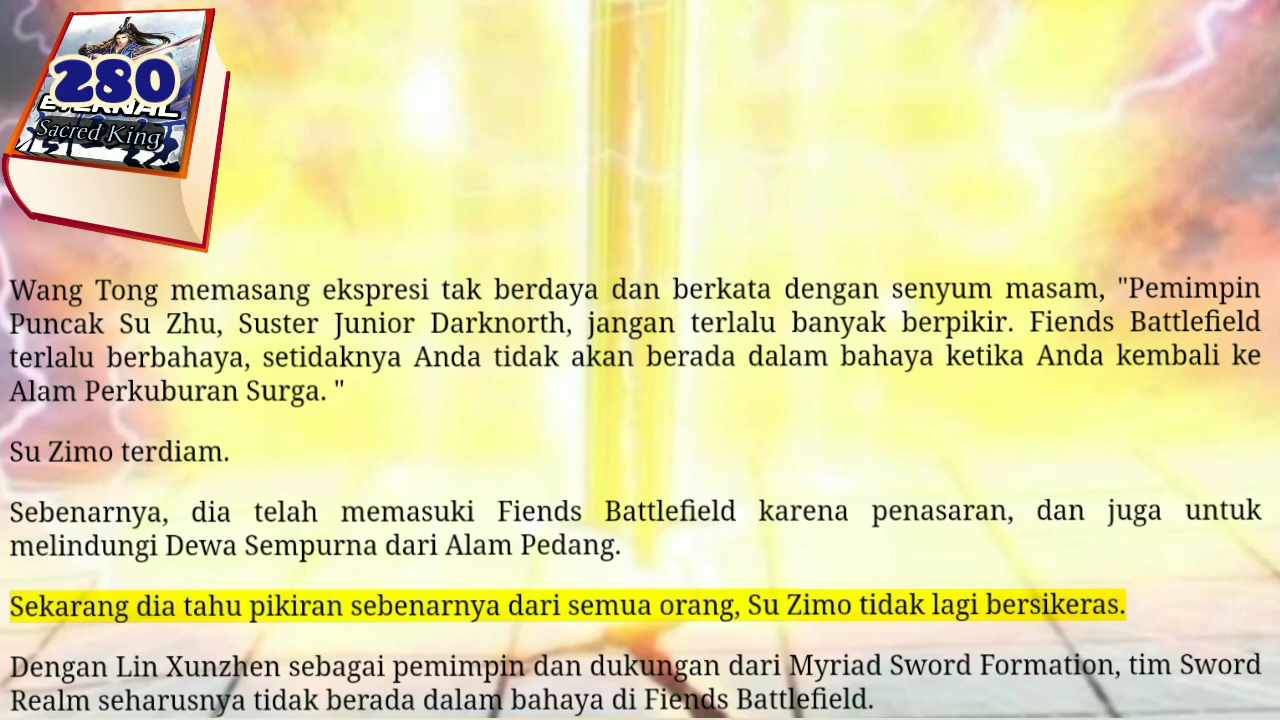 280
ETERNAL
Sacred King
Wang Tong memasang ekspresi tak berdaya dan berkata dengan senyum masam, "Pemimpin
Puncak Su Zhu, Suster Junior Darknorth, jangan terlalu banyak berpikir. Fiends Battlefield
terlalu berbahaya, setidaknya Anda tidak akan berada dalam bahaya ketika Anda kembali ke
Alam Perkuburan Surga. "
Su Zimo terdiam.
Sebenarnya, dia telah memasuki Fiends Battlefield karena penasaran, dan juga untuk
melindungi Dewa Sempurna dari Alam Pedang.
Sekarang dia tahu pikiran sebenarnya dari semua orang, Su Zimo tidak lagi bersikeras.
Dengan Lin Xunzhen sebagai pemimpin dan dukungan dari Myriad Sword Formation, tim Sword
Realm seharusnya tidak berada dalam bahaya di Fiends Battlefield.